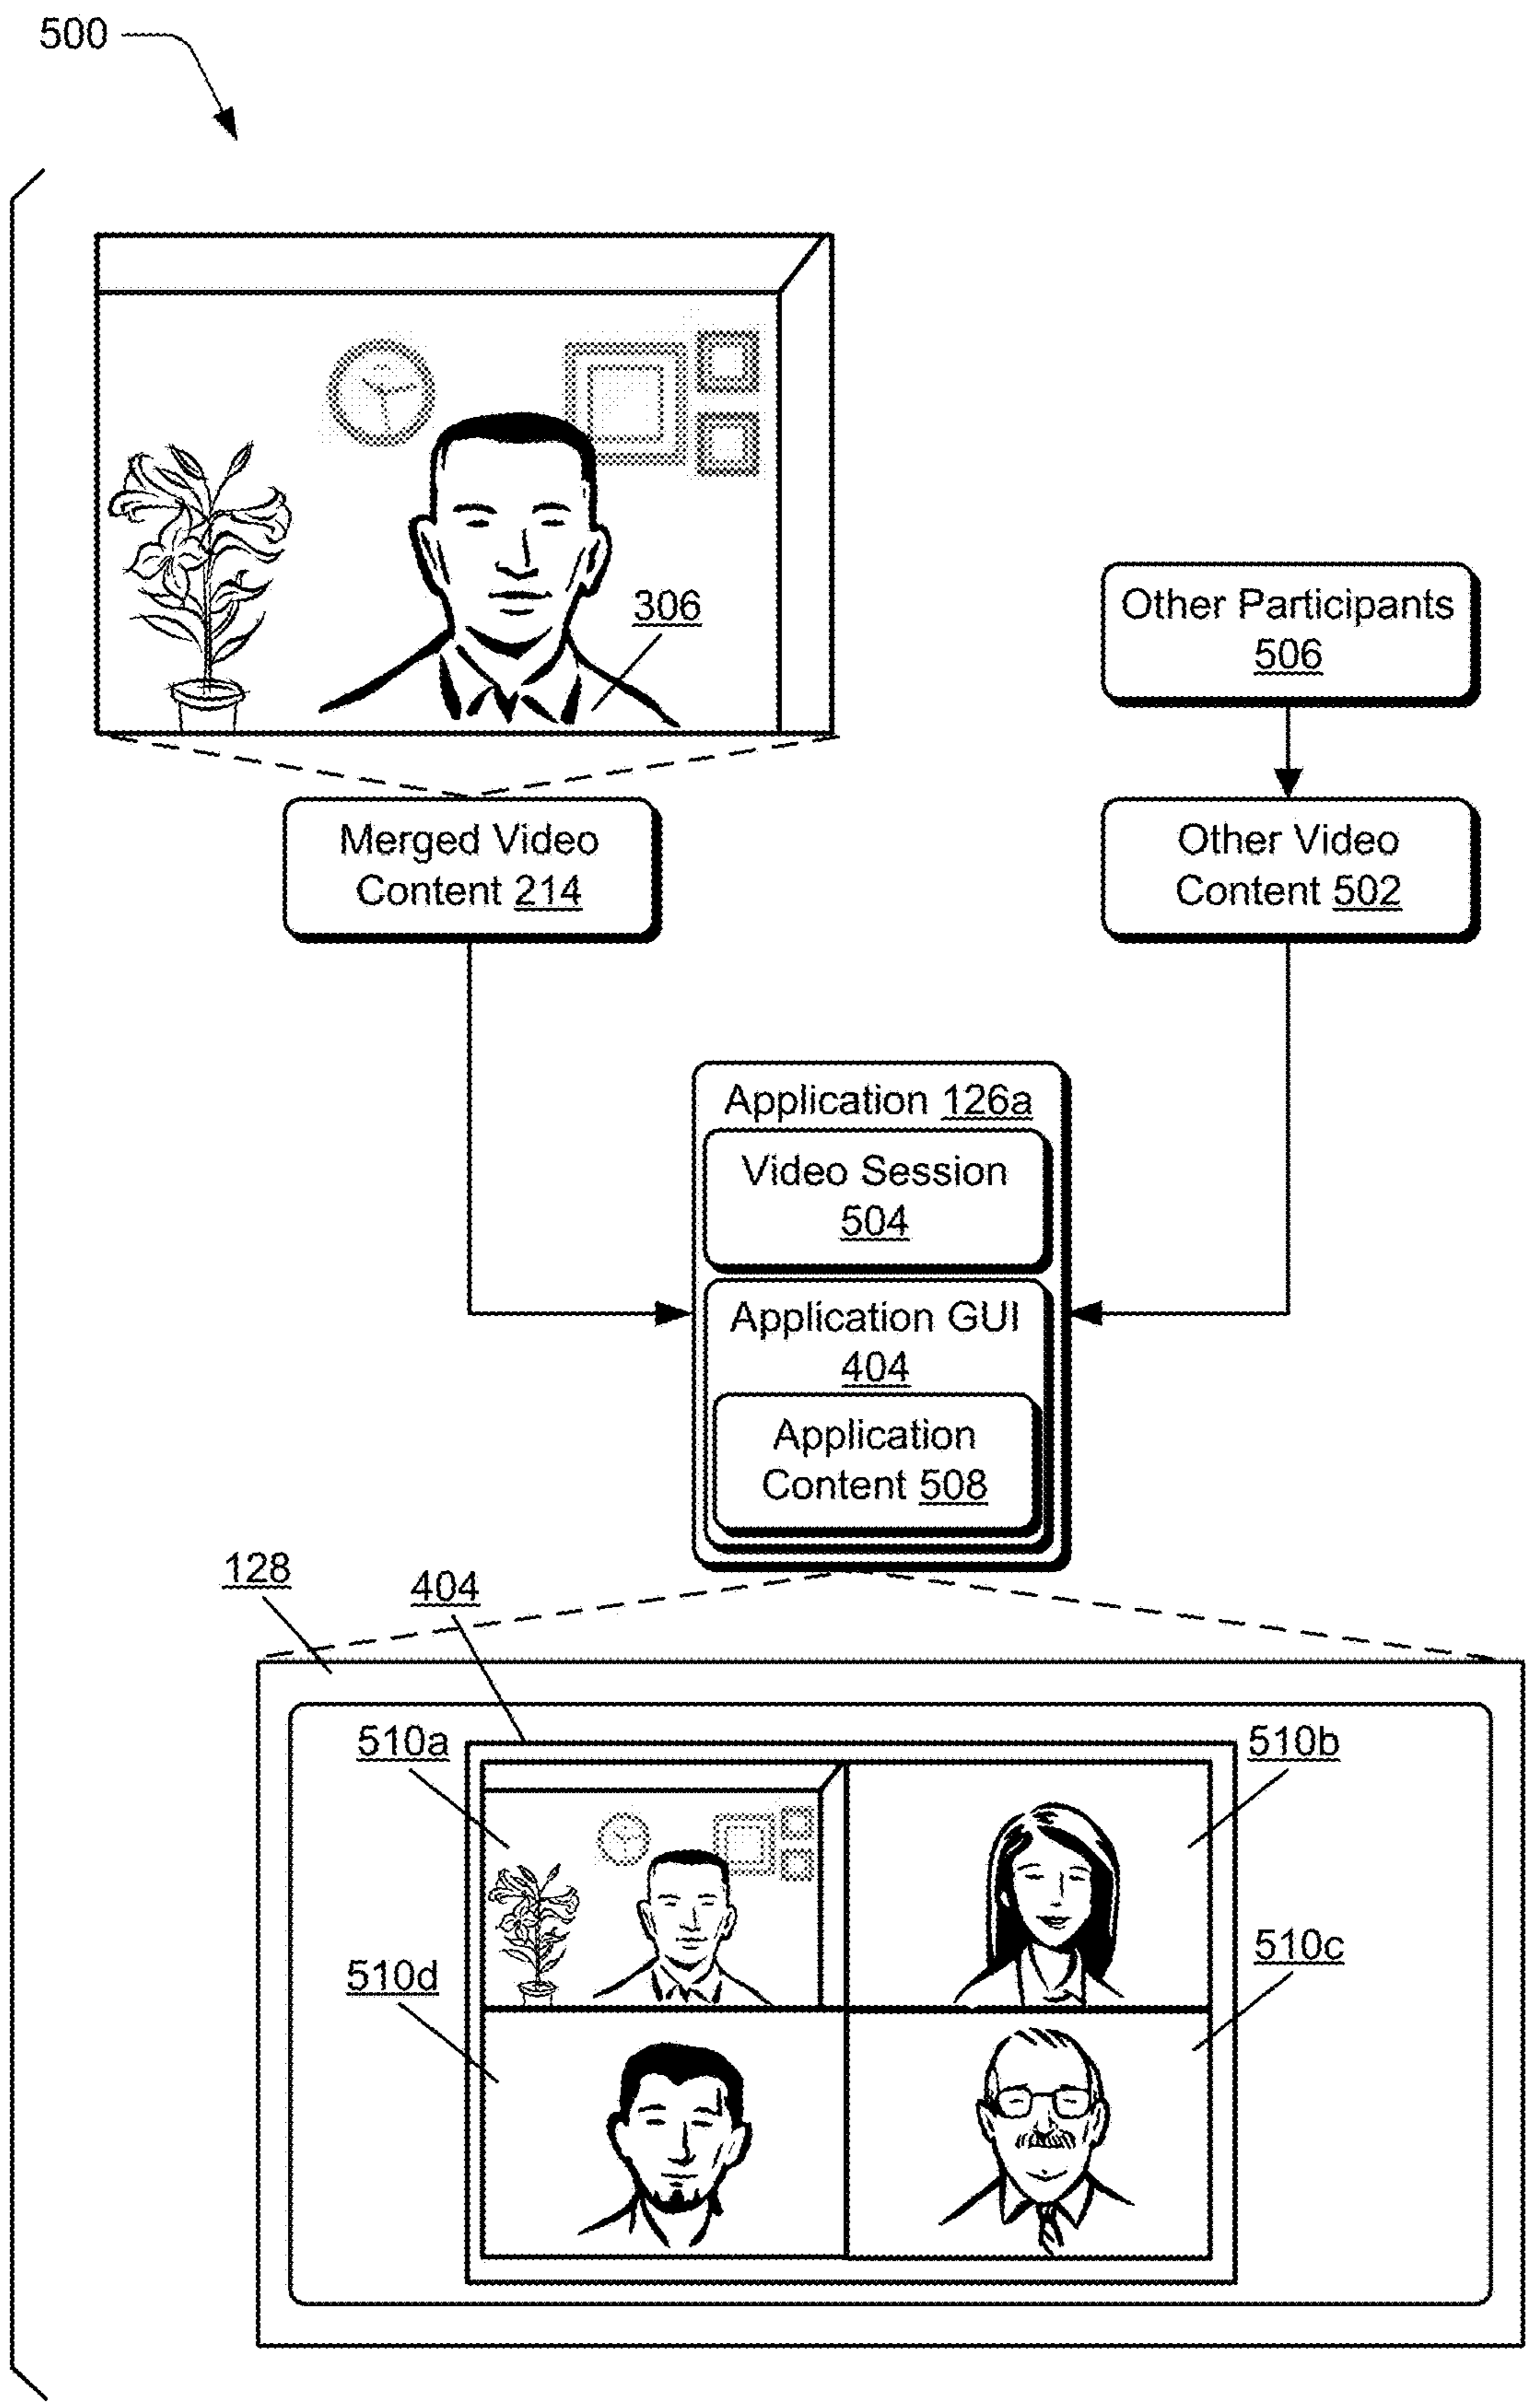 500
306
Other Participants
506
Merged Video
Content 214
Other Video
Content 502
Application 126a
Video Session
504
Application GUI
404
Application
Content 508
128
404
510a
510b
510d
510c